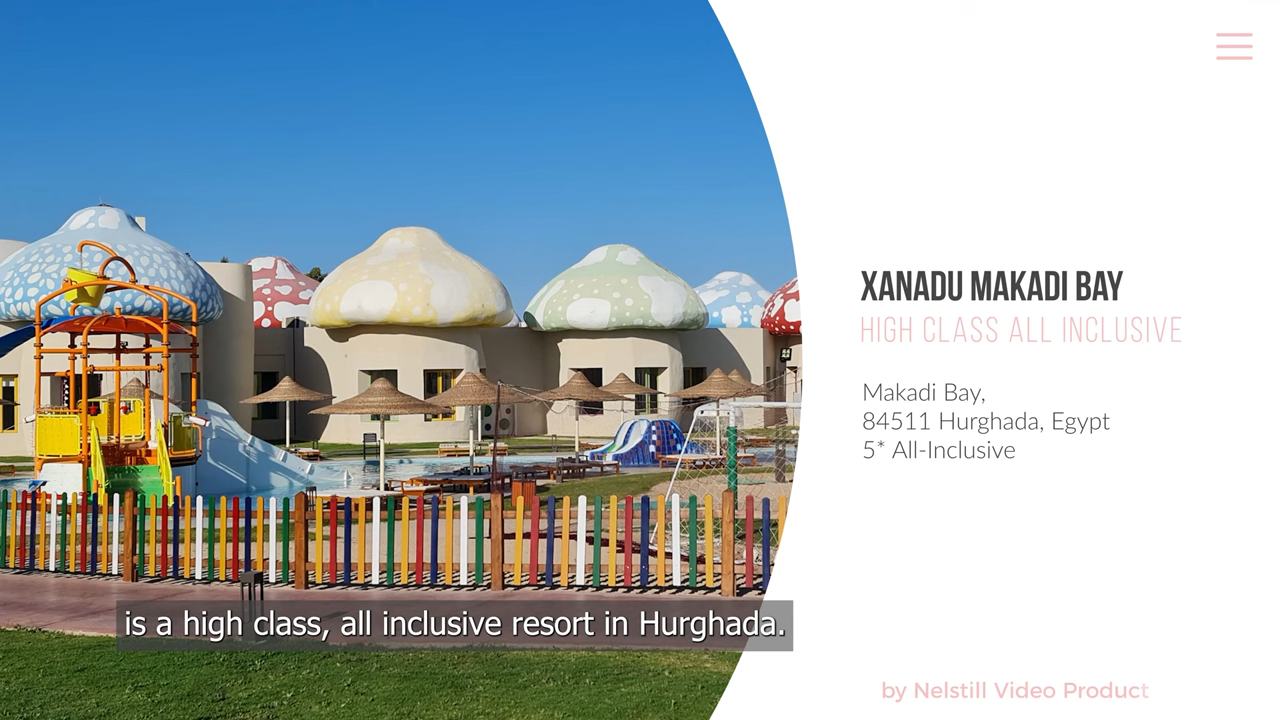 XANADU MAKADI BAY
HIGH CLASS ALL INCLUSIVE
Makadi Bay,
84511 Hurghada, Egypt
5* All-Inclusive
is a high class, all inclusive resort in Hurghada.
by Nelstill Video Product